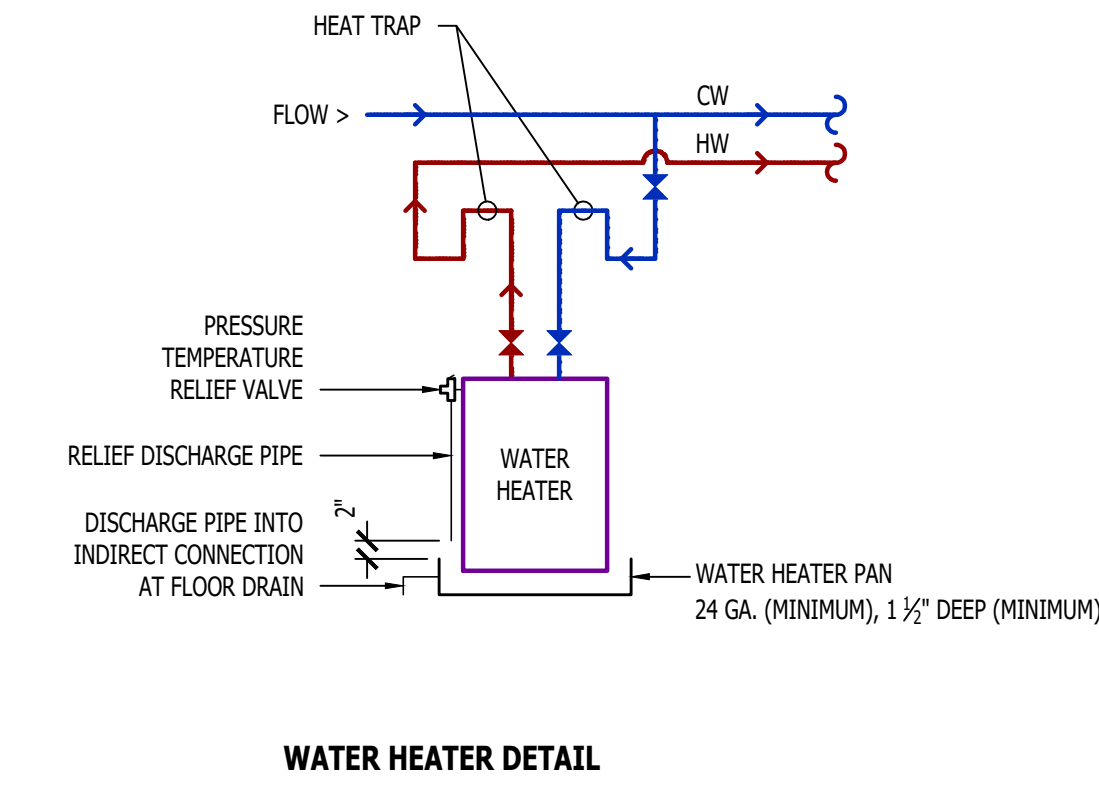 HEAT TRAP
FLOW >
CW
HW
PRESSURE
TEMPERATURE
RELIEF VALVE
RELIEF DISCHARGE PIPE
WATER
HEATER
2"
DISCHARGE PIPE INTO
INDIRECT CONNECTION
AT FLOOR DRAIN
WATER HEATER PAN
24 GA. (MINIMUM), 1 ½" DEEP (MINIMUM)
WATER HEATER DETAIL